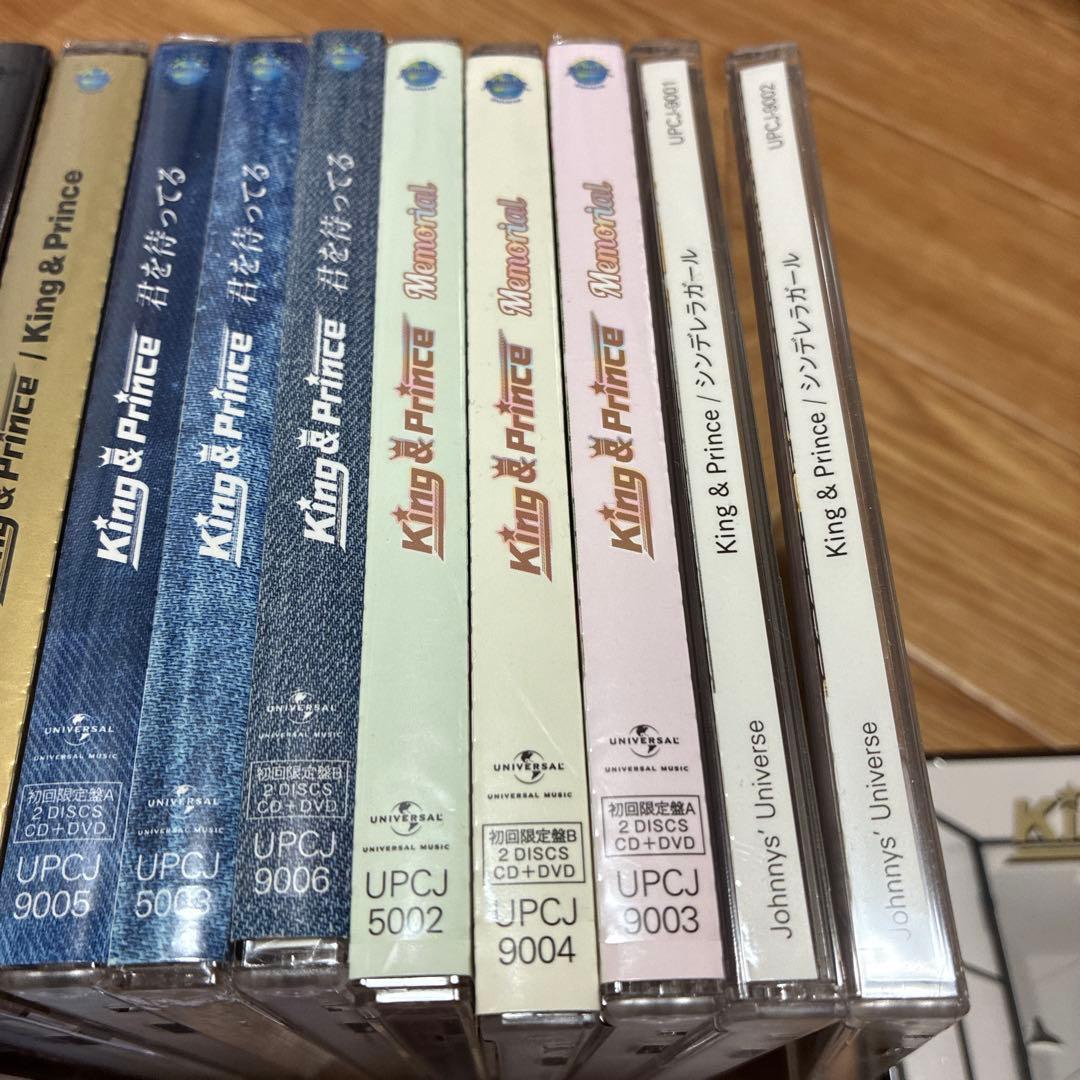 King & Prince / King & Prince
King & Prince 君を待ってる
UNIVERSAL
UNIVERSAL MUSIC
初回限定盤A
2 DISCS
CD+DVD
UPCJ
9005
King & Prince 君を待ってる
UNIVERSAL
UNIVERSAL MUSIC
UPCJ
5003
King & Prince 君を待ってる
UNIVERSAL
UNIVERSAL MUSIC
初回限定盤B
2 DISCS
CD+DVD
UPCJ
9006
King & Prince Memorial
UNIVERSAL
UNIVERSAL MUSIC
UPCJ
5002
King & Prince Memorial
UNIVERSAL
UNIVERSAL MUSIC
初回限定盤B
2 DISCS
CD+DVD
UPCJ
9004
King & Prince Memorial
UNIVERSAL
UNIVERSAL MUSIC
初回限定盤A
2 DISCS
CD+DVD
UPCJ
9003
UPCJ-9001
King & Prince / シンデレラガール
Johnnys' Universe
UPCJ-9002
King & Prince / シンデレラガール
Johnnys' Universe